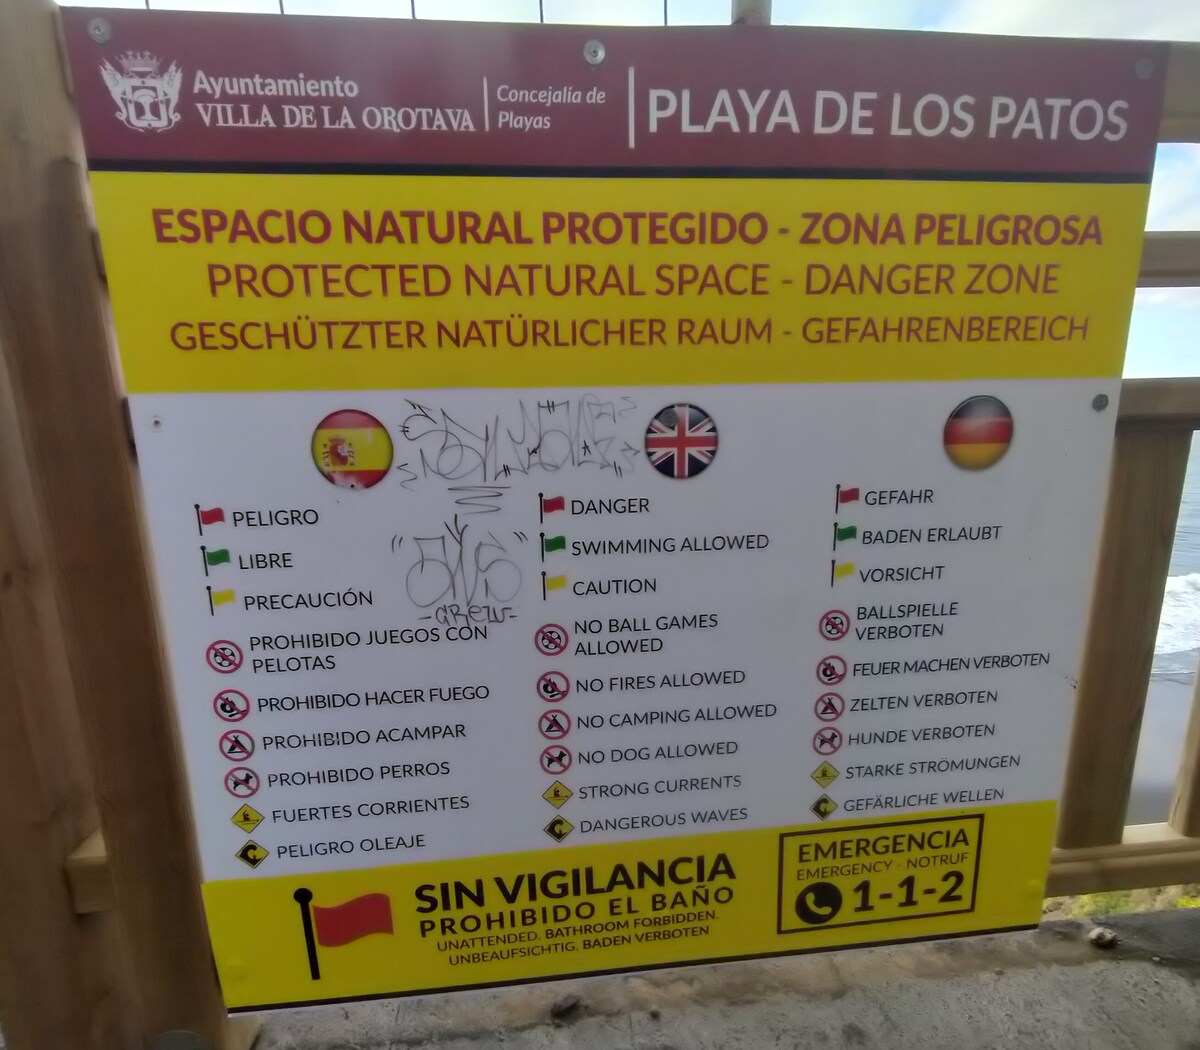 Ayuntamiento
VILLA DE LA OROTAVA
Concejalía de
Playas
PLAYA DE LOS PATOS
ESPACIO NATURAL PROTEGIDO - ZONA PELIGROSA
PROTECTED NATURAL SPACE - DANGER ZONE
GESCHÜTZTER NATÜRLICHER RAUM - GEFAHRENBEREICH
PELIGRO
LIBRE
PRECAUCIÓN
PROHIBIDO JUEGOS CON
PELOTAS
PROHIBIDO HACER FUEGO
PROHIBIDO ACAMPAR
PROHIBIDO PERROS
FUERTES CORRIENTES
PELIGRO OLEAJE
DANGER
SWIMMING ALLOWED
CAUTION
NO BALL GAMES
ALLOWED
NO FIRES ALLOWED
NO CAMPING ALLOWED
NO DOG ALLOWED
STRONG CURRENTS
DANGEROUS WAVES
GEFAHR
BADEN ERLAUBT
VORSICHT
BALLSPIELLE
VERBOTEN
FEUER MACHEN VERBOTEN
ZELTEN VERBOTEN
HUNDE VERBOTEN
STARKE STRÖMUNGEN
GEFÄRLICHE WELLEN
SIN VIGILANCIA
PROHIBIDO EL BAÑO
UNATTENDED. BATHROOM FORBIDDEN.
UNBEAUFSICHTIG. BADEN VERBOTEN
EMERGENCIA
EMERGENCY - NOTRUF
1-1-2